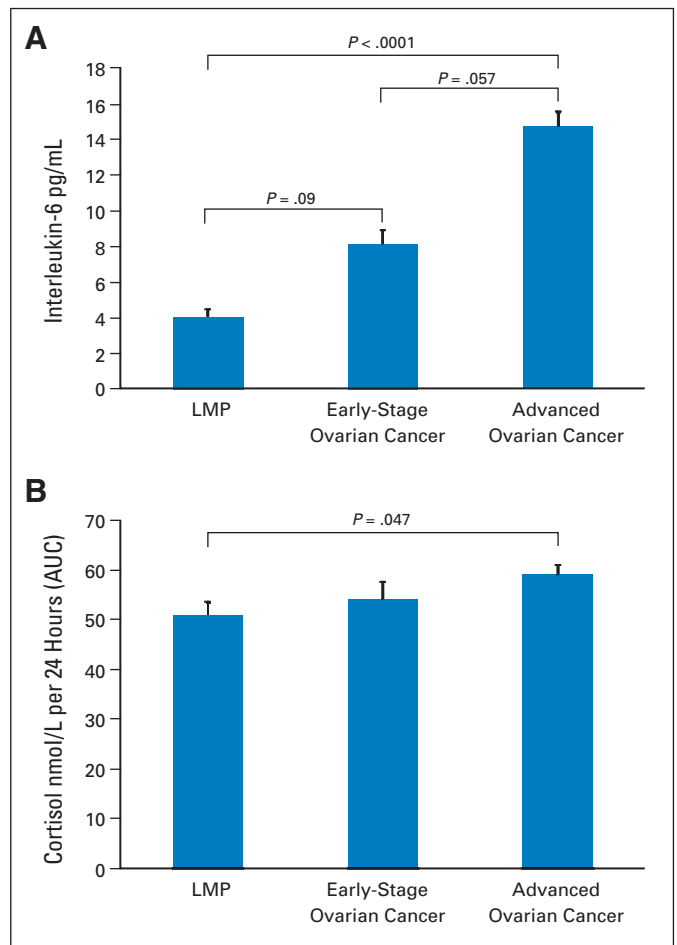 A
P < .0001
P = .057
P = .09
Interleukin-6 pg/mL
18
16
14
12
10
8
6
4
2
0
LMP
Early-Stage
Ovarian Cancer
Advanced
Ovarian Cancer
B
P = .047
Cortisol nmol/L per 24 Hours (AUC)
70
60
50
40
30
20
10
0
LMP
Early-Stage
Ovarian Cancer
Advanced
Ovarian Cancer